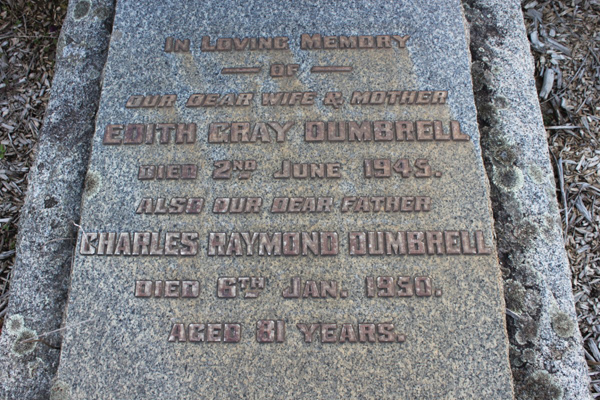 In Loving Memory
— OF —
OUR DEAR WIFE & MOTHER
EDITH GRAY DUMBRELL
DIED 2ND JUNE 1945.
ALSO OUR DEAR FATHER
CHARLES RAYMOND DUMBRELL
DIED 6TH JAN. 1950.
AGED 81 YEARS.